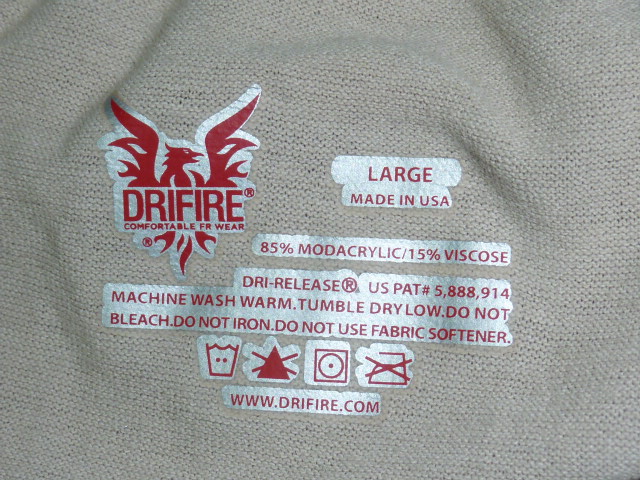 DRIFIRE®
COMFORTABLE FR WEAR
®
LARGE
MADE IN USA
85% MODACRYLIC/15% VISCOSE
DRI-RELEASE®, US PAT# 5,888,914
MACHINE WASH WARM.TUMBLE DRY LOW.DO NOT
BLEACH.DO NOT IRON.DO NOT USE FABRIC SOFTENER.
WWW.DRIFIRE.COM